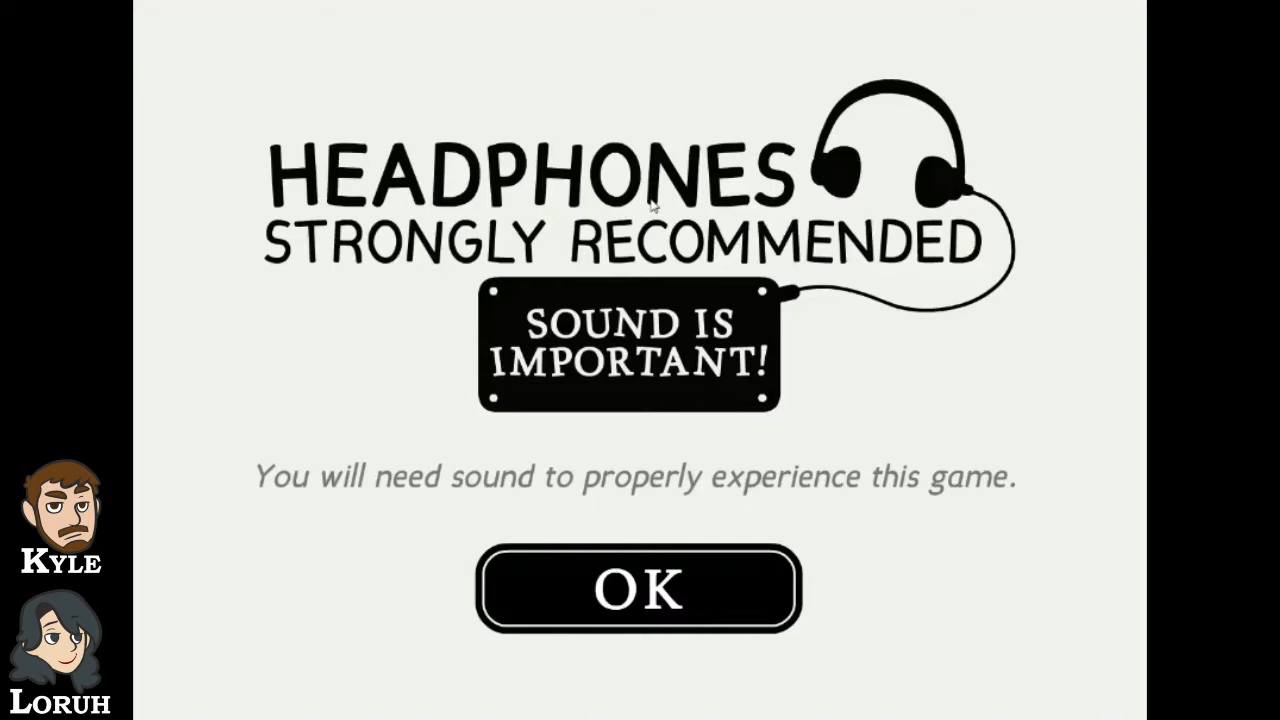 HEADPHONES
STRONGLY RECOMMENDED
SOUND IS
IMPORTANT!
You will need sound to properly experience this game.
OK
KYLE
LORUH